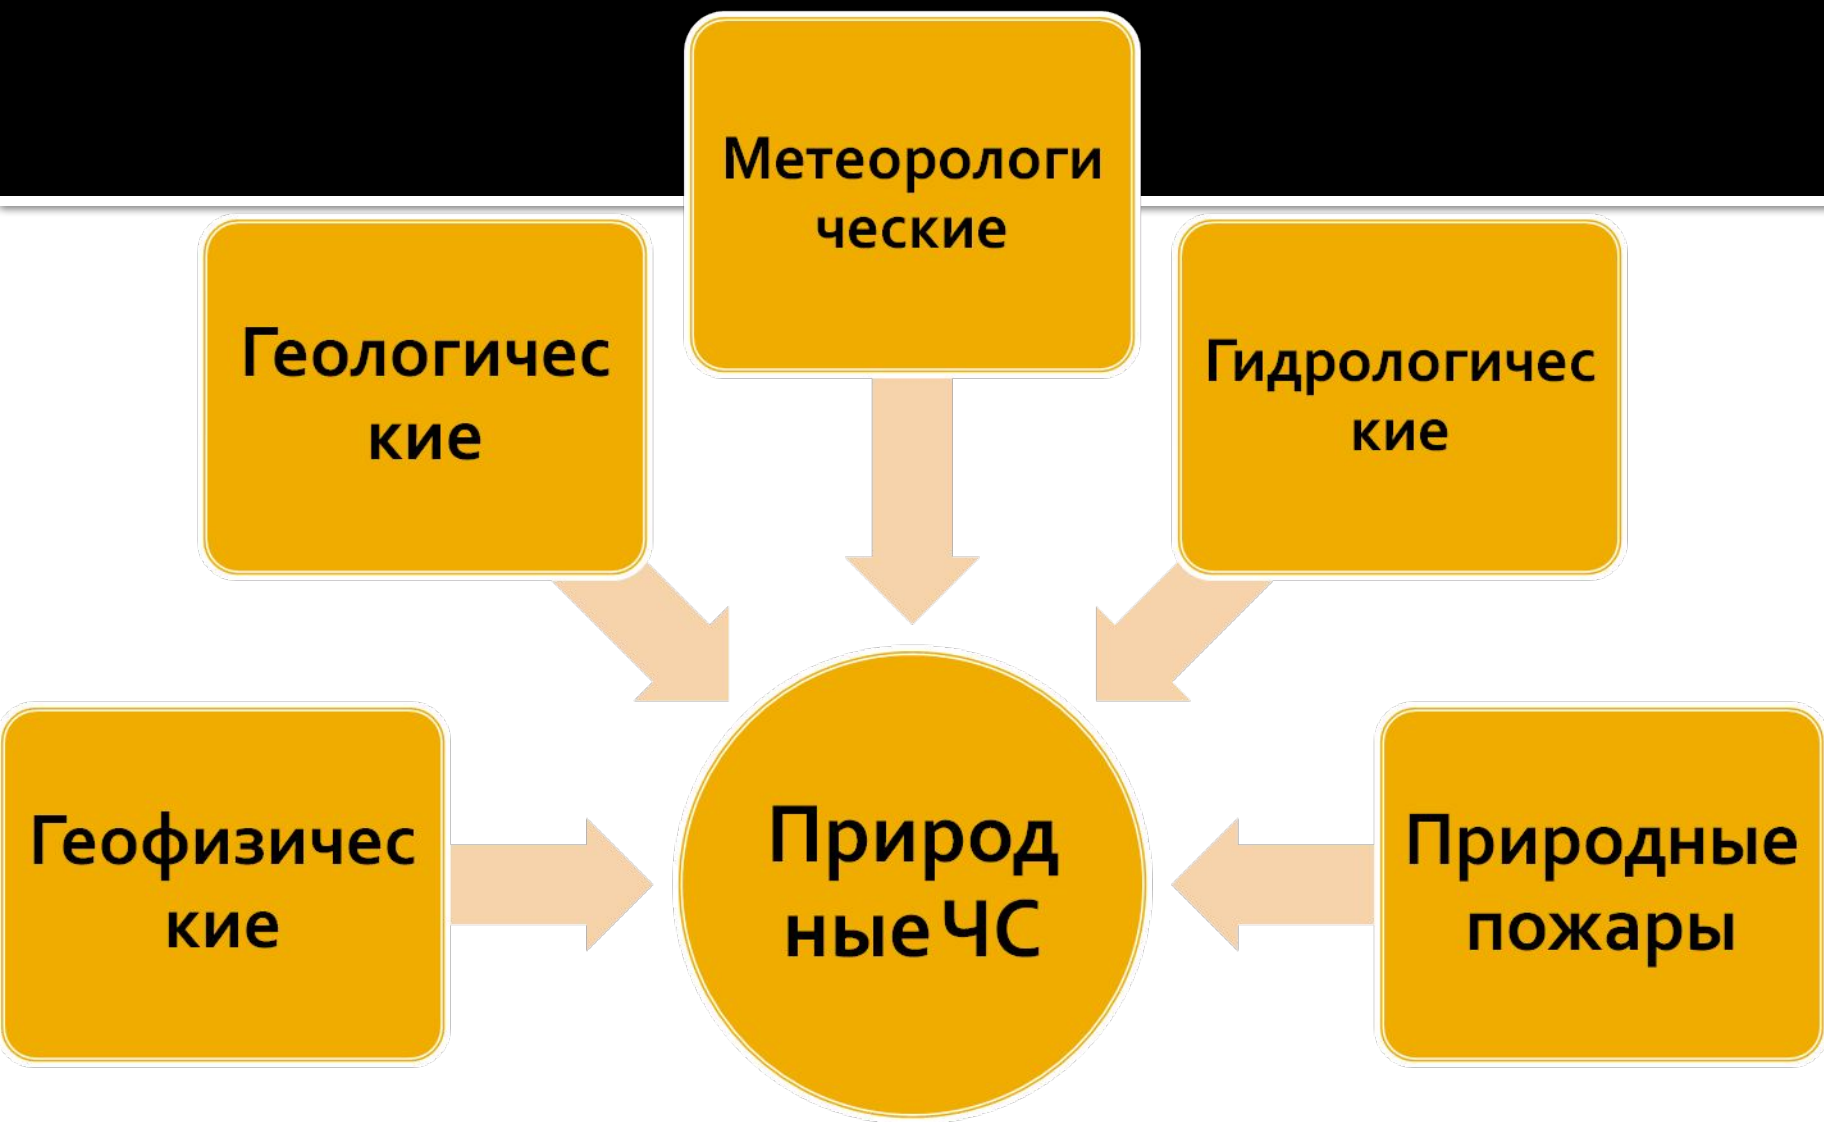 Метеорологи
ческие
Геологичес
кие
Гидрологичес
кие
Геофизичес
кие
Природ
ные ЧС
Природные
пожары